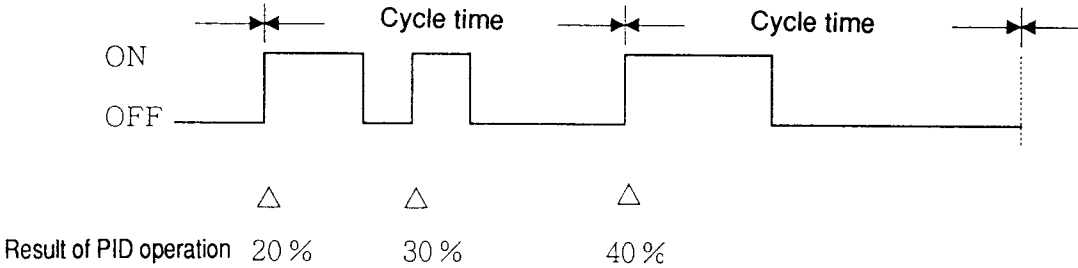 Cycle time Cycle time
ON
OFF
Result of PID operation 20% 30% 40%